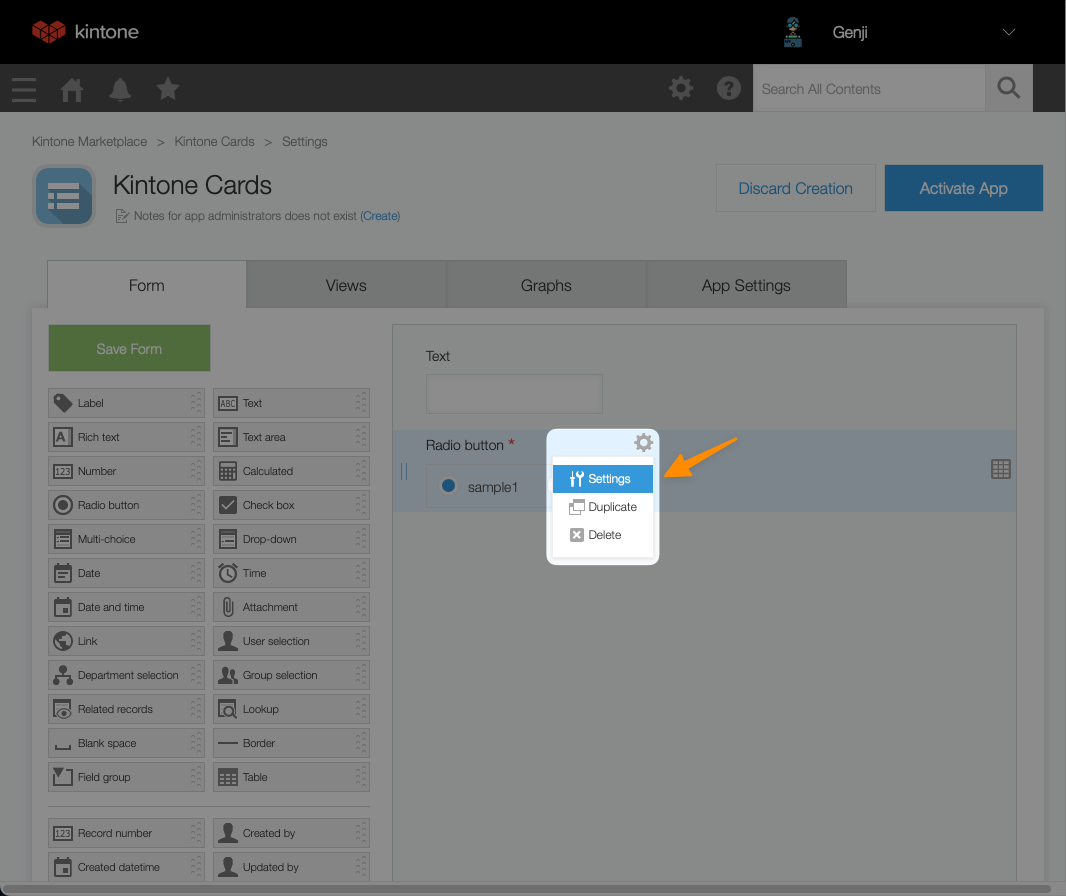 kintone
Genji
Search All Contents
Kintone Marketplace > Kintone Cards > Settings
Kintone Cards
Notes for app administrators does not exist (Create)
Discard Creation
Activate App
Form
Views
Graphs
App Settings
Save Form
Label
ABC Text
A Rich text
Text area
123 Number
Calculated
Radio button
Check box
Multi-choice
Drop-down
Date
Time
Date and time
Attachment
Link
User selection
Department selection
Group selection
Related records
Lookup
Blank space
Border
Field group
Table
123 Record number
Created by
Created datetime
Updated by
Text
Radio button *
sample1
Settings
Duplicate
Delete